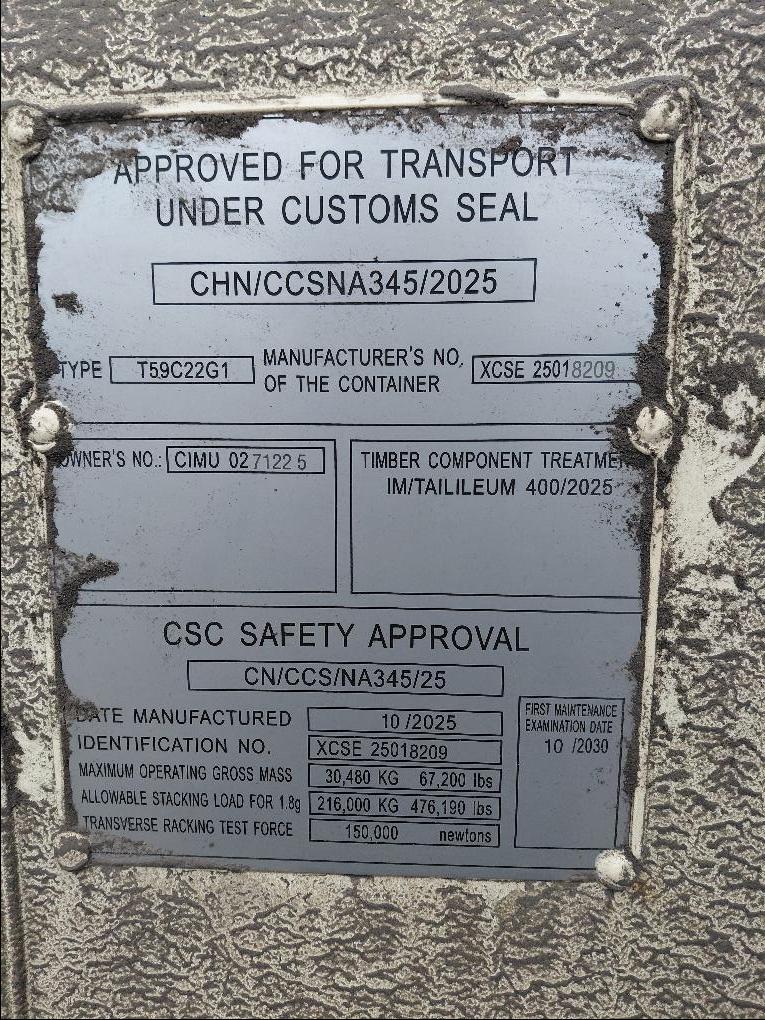 APPROVED FOR TRANSPORT
UNDER CUSTOMS SEAL
CHN/CCSNA345/2025
TYPE T59C22G1 MANUFACTURER'S NO. OF THE CONTAINER XCSE 25018209
OWNER'S NO.: CIMU 027122 5
TIMBER COMPONENT TREATME
IM/TAILILEUM 400/2025
CSC SAFETY APPROVAL
CN/CCS/NA345/25
DATE MANUFACTURED 10 /2025
IDENTIFICATION NO. XCSE 25018209
MAXIMUM OPERATING GROSS MASS 30,480 KG 67,200 lbs
ALLOWABLE STACKING LOAD FOR 1.8g 216,000 KG 476,190 lbs
TRANSVERSE RACKING TEST FORCE 150,000 newtons
FIRST MAINTENANCE
EXAMINATION DATE
10 /2030